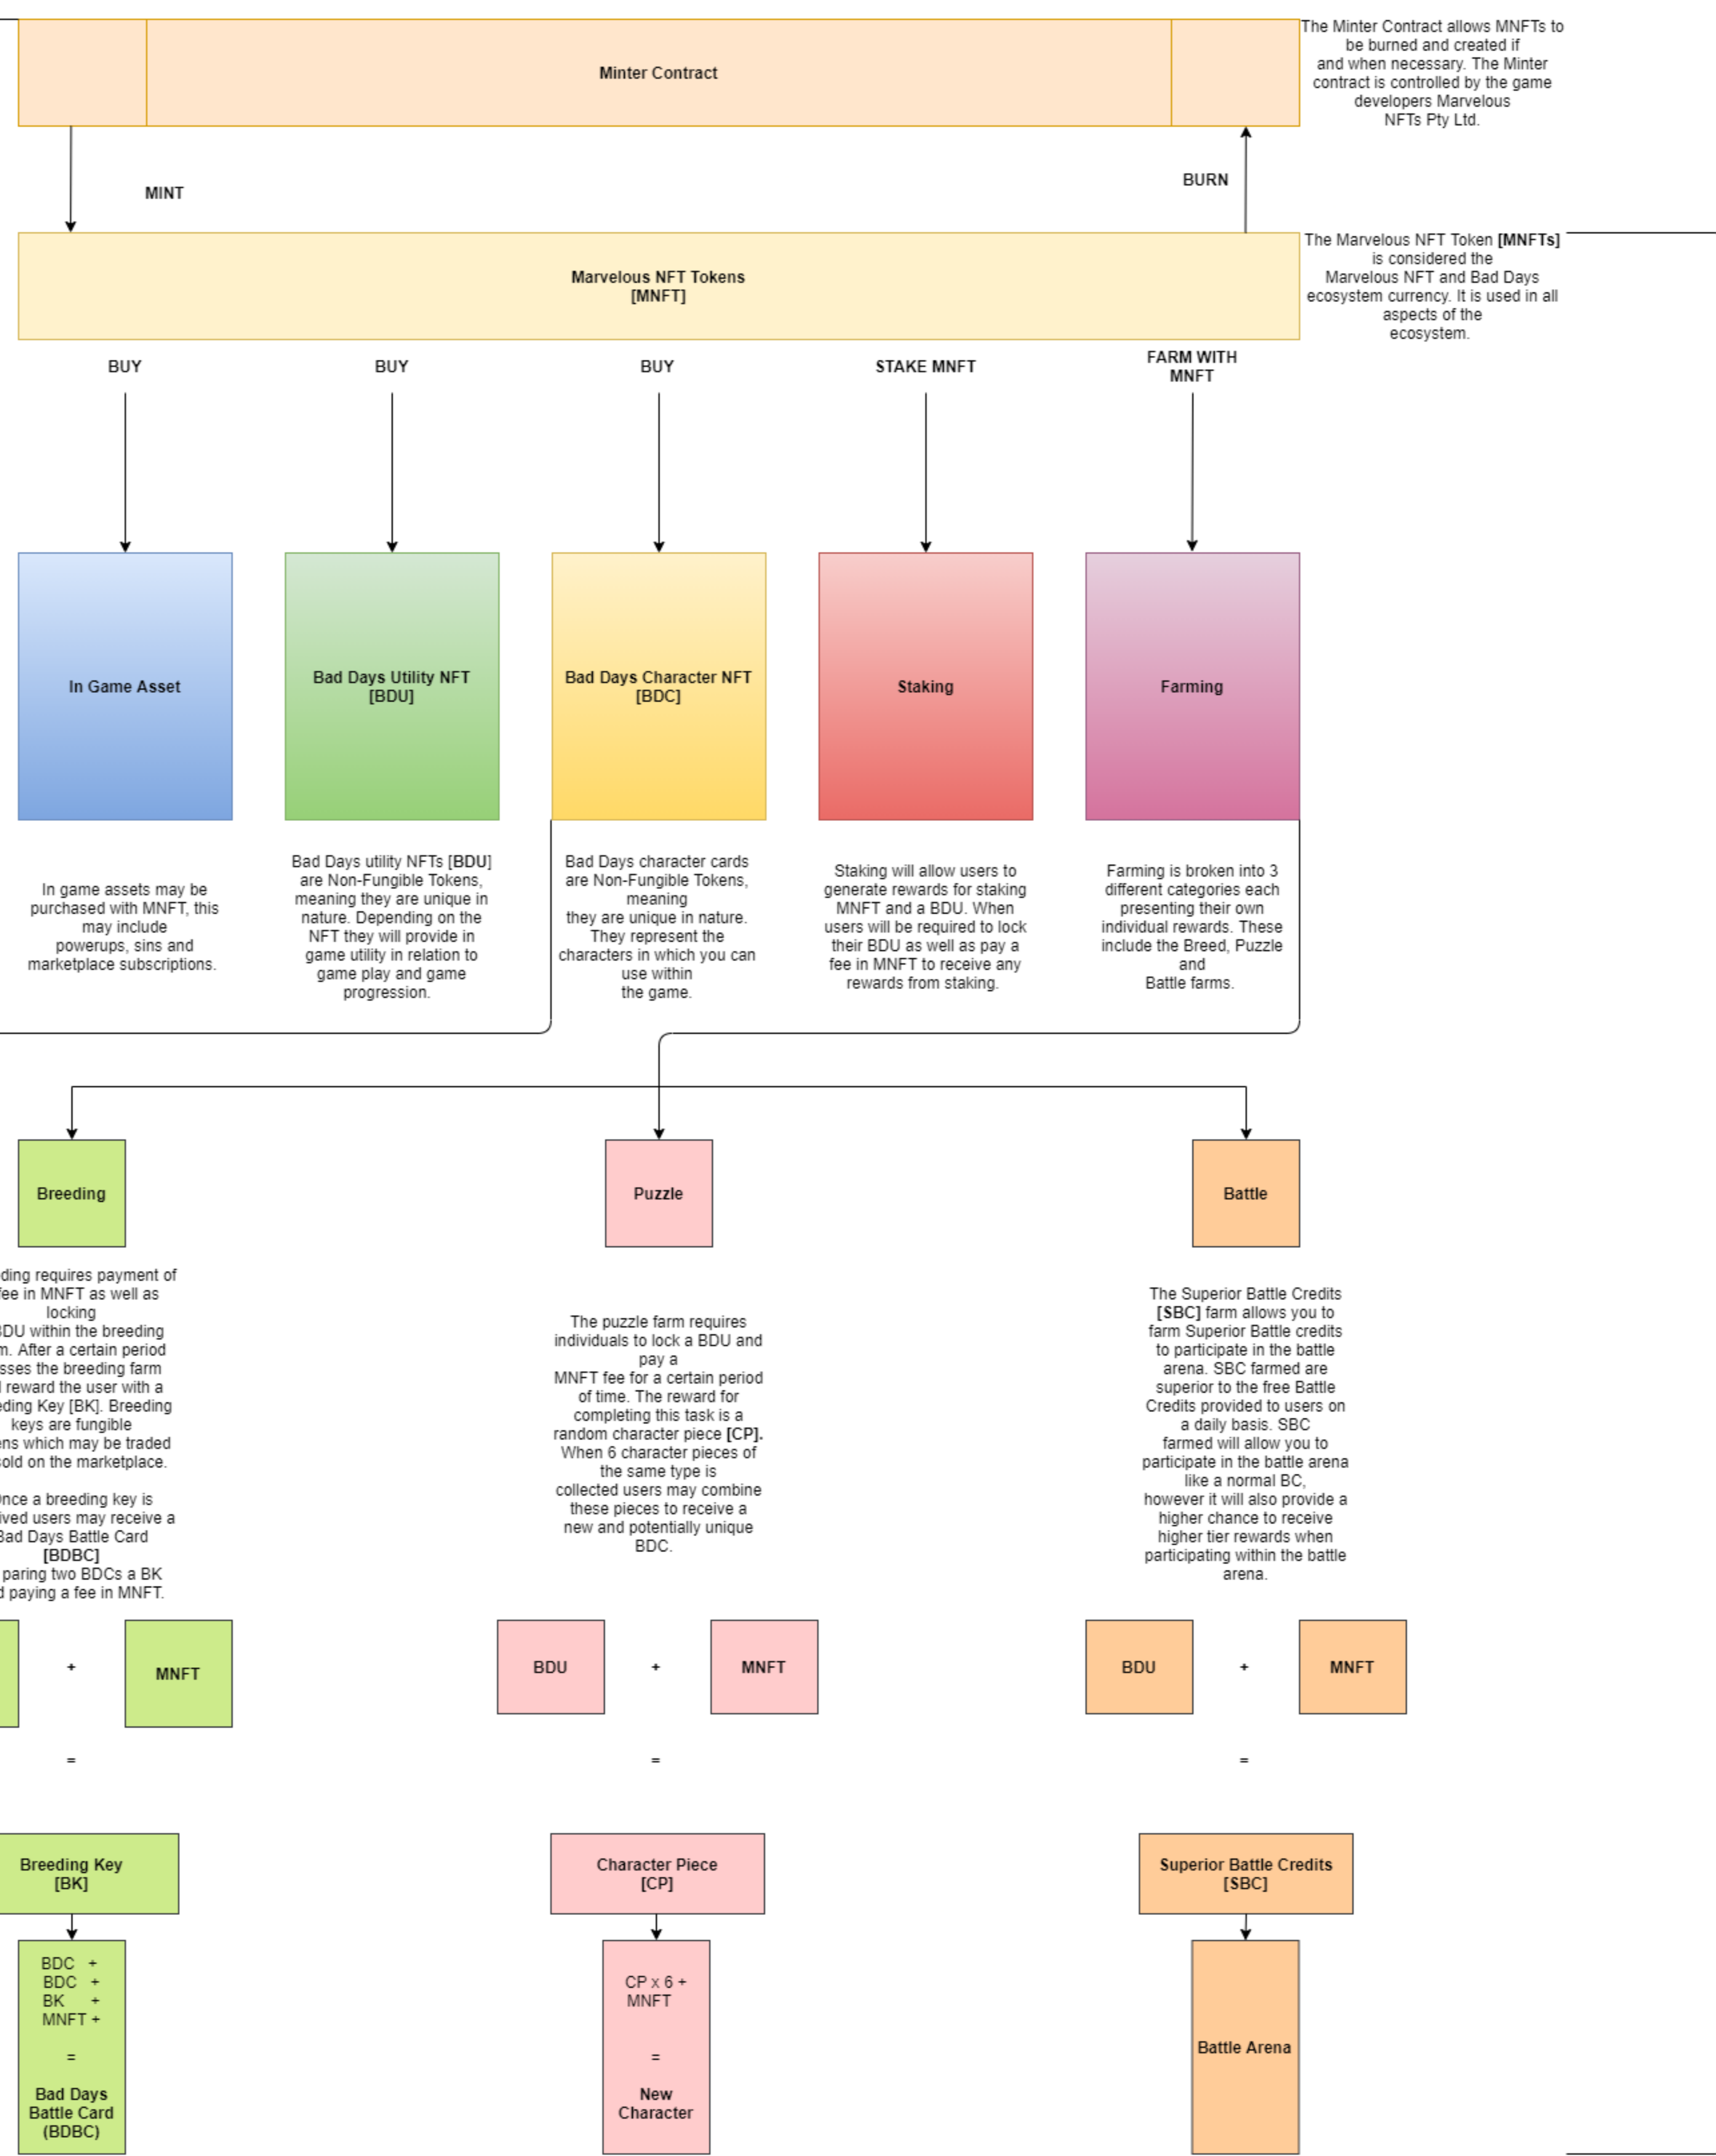 Minter Contract
The Minter Contract allows MNFTs to
be burned and created if
and when necessary. The Minter
contract is controlled by the game
developers Marvelous
NFTs Pty Ltd.
MINT
BURN
Marvelous NFT Tokens
[MNFT]
The Marvelous NFT Token [MNFTs]
is considered the
Marvelous NFT and Bad Days
ecosystem currency. It is used in all
aspects of the
ecosystem.
BUY
BUY
BUY
STAKE MNFT
FARM WITH
MNFT
In Game Asset
Bad Days Utility NFT
[BDU]
Bad Days Character NFT
[BDC]
Staking
Farming
In game assets may be
purchased with MNFT, this
may include
powerups, sins and
marketplace subscriptions.
Bad Days utility NFTs [BDU]
are Non-Fungible Tokens,
meaning they are unique in
nature. Depending on the
NFT they will provide in
game utility in relation to
game play and game
progression.
Bad Days character cards
are Non-Fungible Tokens,
meaning
they are unique in nature.
They represent the
characters in which you can
use within
the game.
Staking will allow users to
generate rewards for staking
MNFT and a BDU. When
users will be required to lock
their BDU as well as pay a
fee in MNFT to receive any
rewards from staking.
Farming is broken into 3
different categories each
presenting their own
individual rewards. These
include the Breed, Puzzle
and
Battle farms.
Breeding
Puzzle
Battle
ding requires payment of
ee in MNFT as well as
locking
BDU within the breeding
m. After a certain period
sses the breeding farm
l reward the user with a
ding Key [BK]. Breeding
keys are fungible
ens which may be traded
sold on the marketplace.
nce a breeding key is
ived users may receive a
Bad Days Battle Card
[BDBC]
paring two BDCs a BK
d paying a fee in MNFT.
The puzzle farm requires
individuals to lock a BDU and
pay a
MNFT fee for a certain period
of time. The reward for
completing this task is a
random character piece [CP].
When 6 character pieces of
the same type is
collected users may combine
these pieces to receive a
new and potentially unique
BDC.
The Superior Battle Credits
[SBC] farm allows you to
farm Superior Battle credits
to participate in the battle
arena. SBC farmed are
superior to the free Battle
Credits provided to users on
a daily basis. SBC
farmed will allow you to
participate in the battle arena
like a normal BC,
however it will also provide a
higher chance to receive
higher tier rewards when
participating within the battle
arena.
+
MNFT
BDU
+
MNFT
BDU
+
MNFT
=
=
=
Breeding Key
[BK]
Character Piece
[CP]
Superior Battle Credits
[SBC]
BDC +
BDC +
BK +
MNFT +
=
Bad Days
Battle Card
(BDBC)
CP x 6 +
MNFT
=
New
Character
Battle Arena